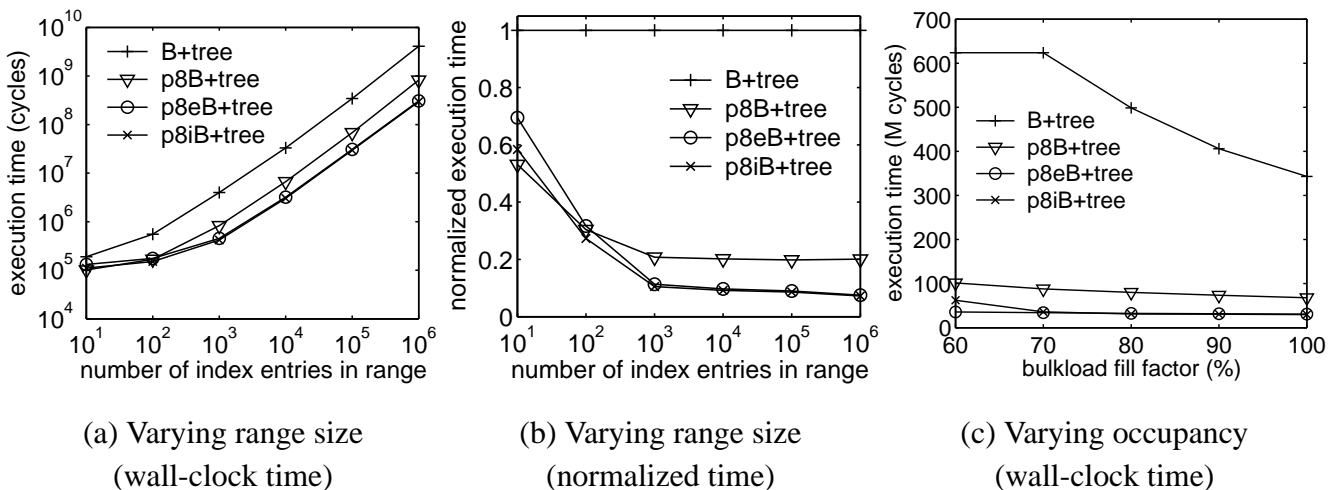 10^10
10^9
10^8
10^7
10^6
10^5
10^4
execution time (cycles)
B+tree
p8B+tree
p8eB+tree
p8iB+tree
10^1 10^2 10^3 10^4 10^5 10^6
number of index entries in range
1
0.8
0.6
0.4
0.2
0
normalized execution time
B+tree
p8B+tree
p8eB+tree
p8iB+tree
10^1 10^2 10^3 10^4 10^5 10^6
number of index entries in range
700
600
500
400
300
200
100
0
execution time (M cycles)
B+tree
p8B+tree
p8eB+tree
p8iB+tree
60 70 80 90 100
bulkload fill factor (%)
(a) Varying range size
(wall-clock time)
(b) Varying range size
(normalized time)
(c) Varying occupancy
(wall-clock time)